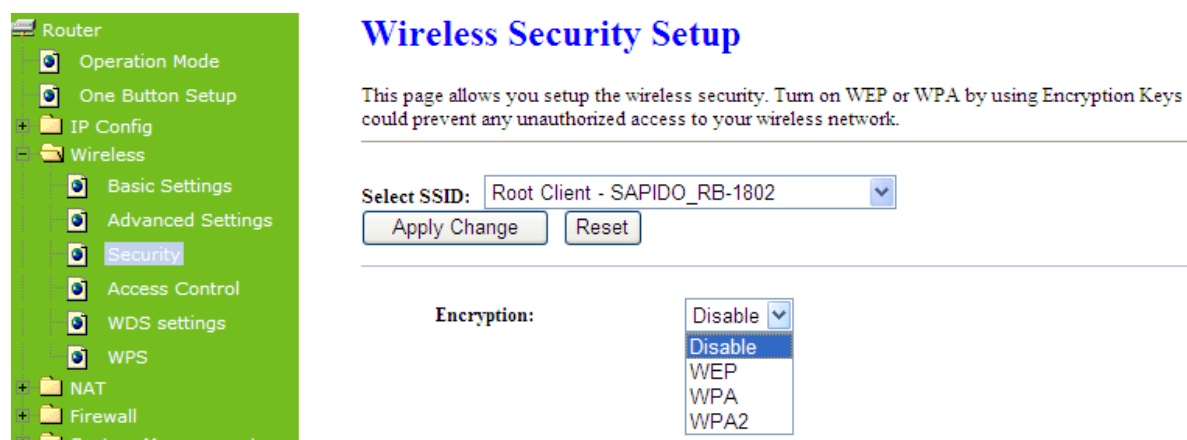 Router
Operation Mode
One Button Setup
IP Config
Wireless
Basic Settings
Advanced Settings
Security
Access Control
WDS settings
WPS
NAT
Firewall
Wireless Security Setup
This page allows you setup the wireless security. Turn on WEP or WPA by using Encryption Keys
could prevent any unauthorized access to your wireless network.
Select SSID: Root Client - SAPIDO_RB-1802
Apply Change Reset
Encryption: Disable
Disable
WEP
WPA
WPA2